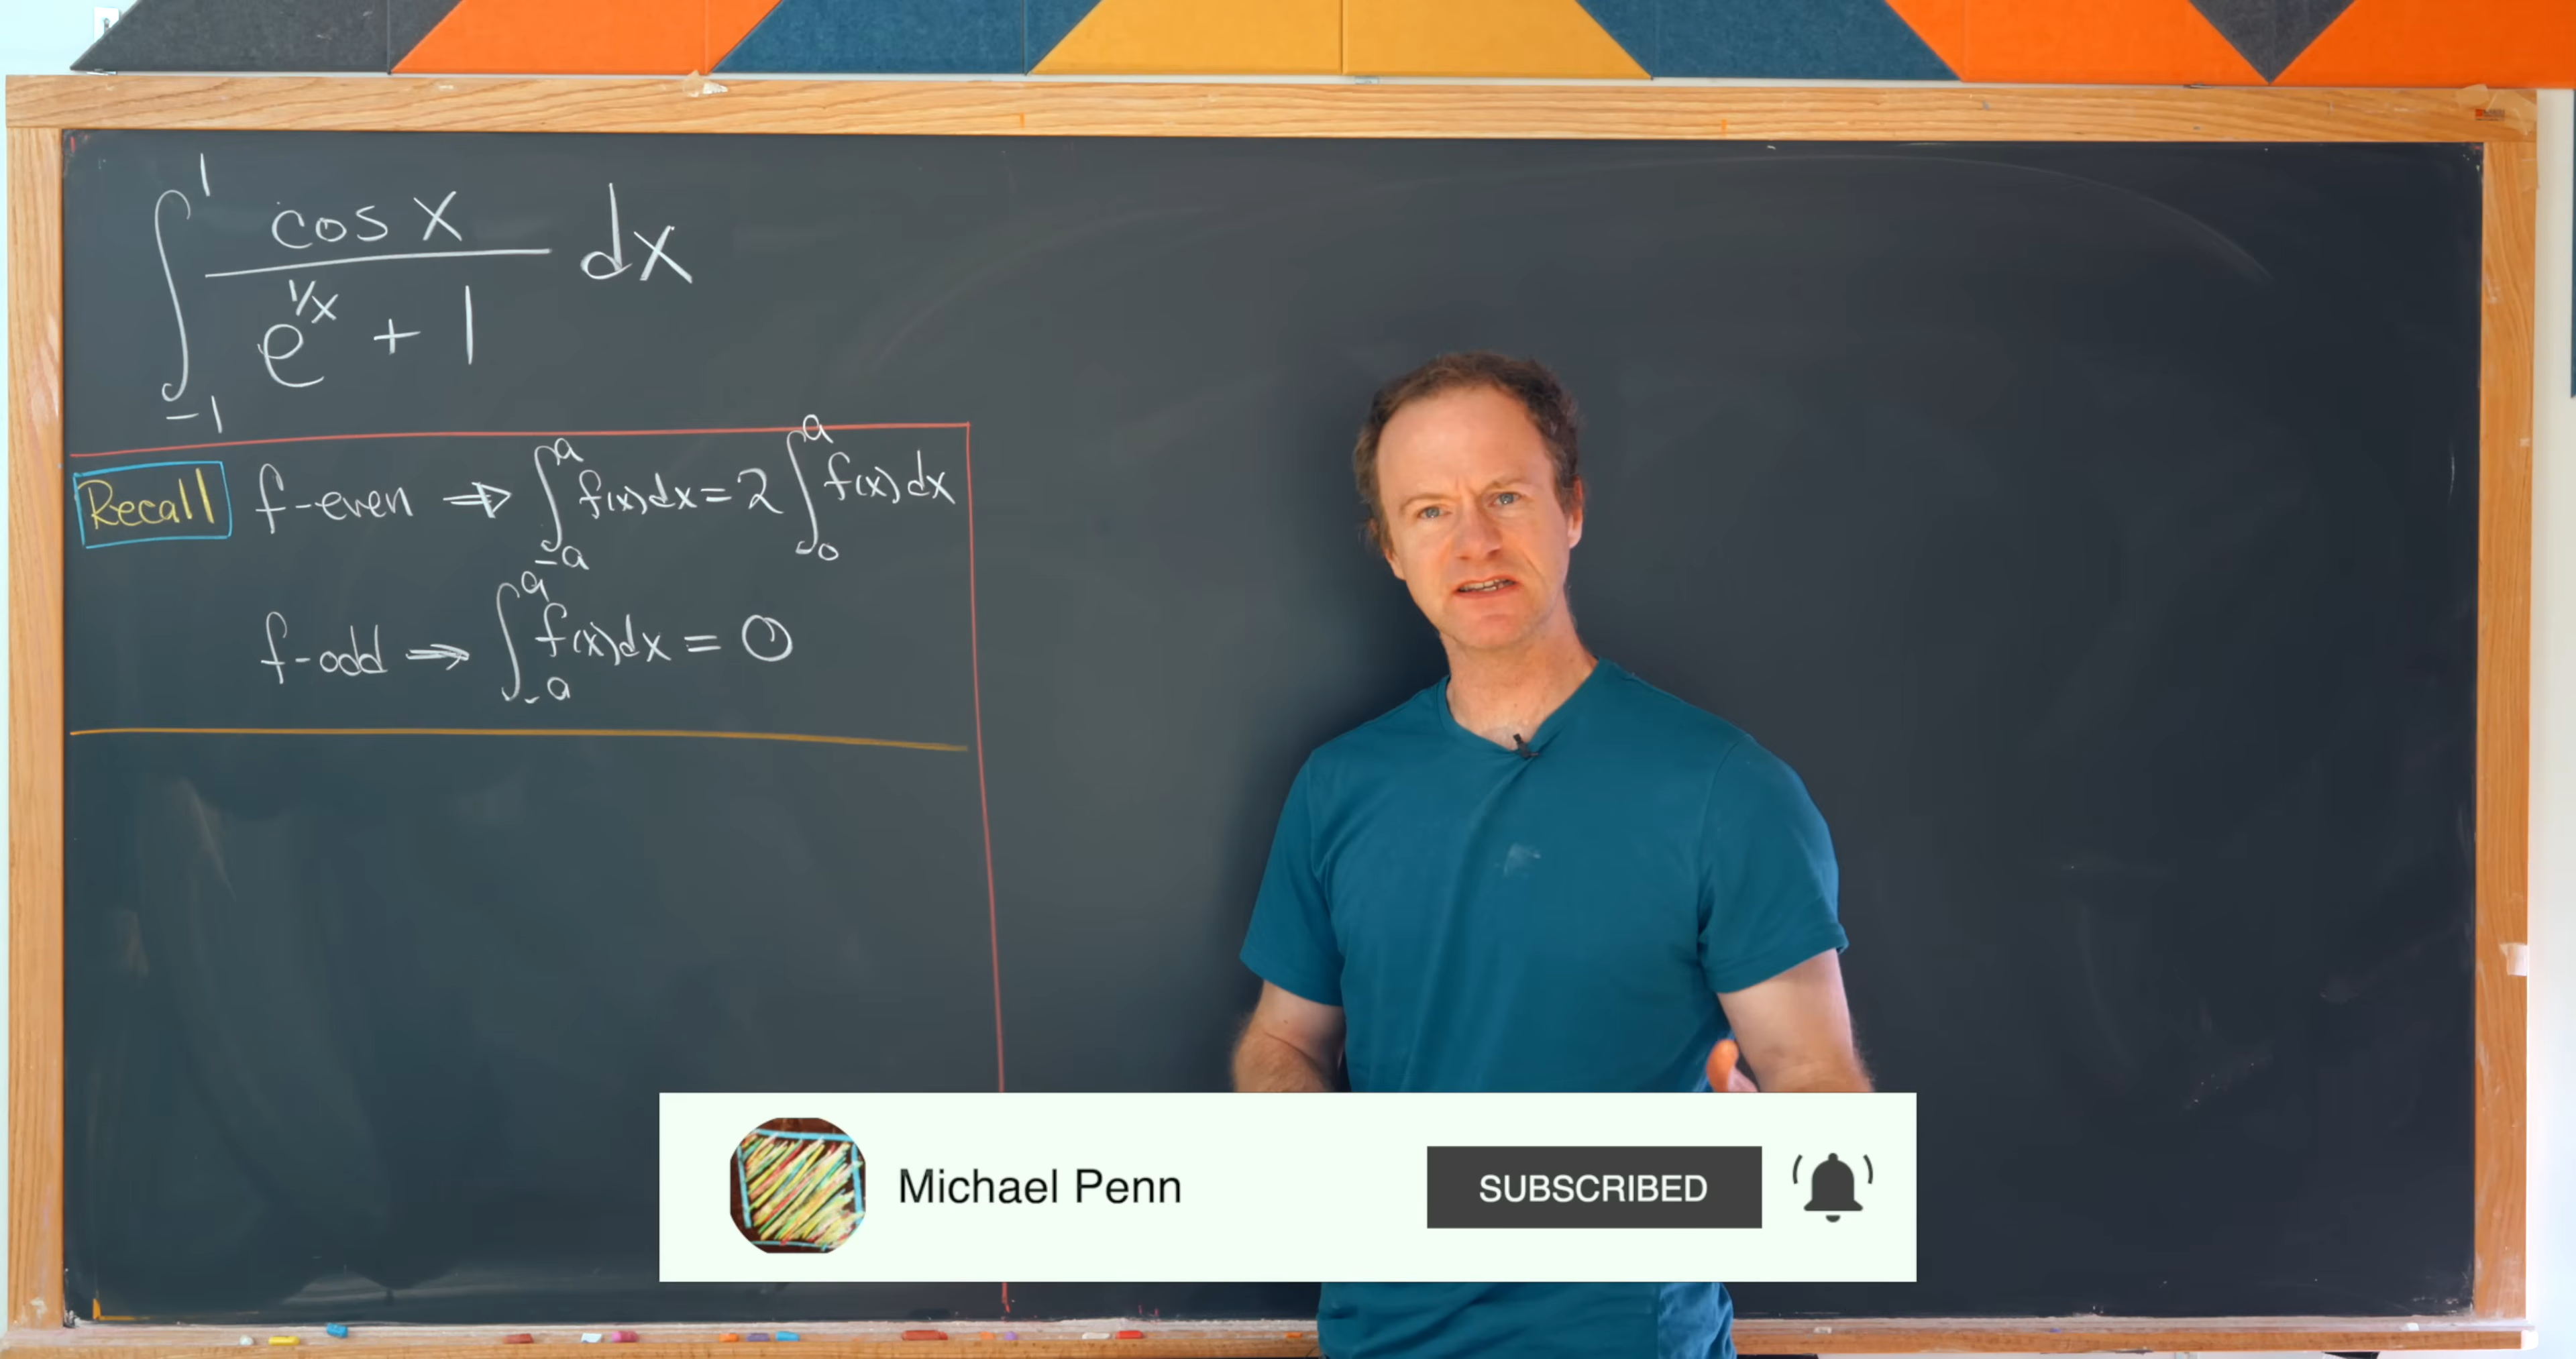 ∫_{-1}^{1} cos x / (e^{1/x} + 1) dx
Recall f-even ⇒ ∫_{-a}^{a} f(x)dx = 2 ∫_{0}^{a} f(x)dx
f-odd ⇒ ∫_{-a}^{a} f(x)dx = 0
Michael Penn SUBSCRIBED